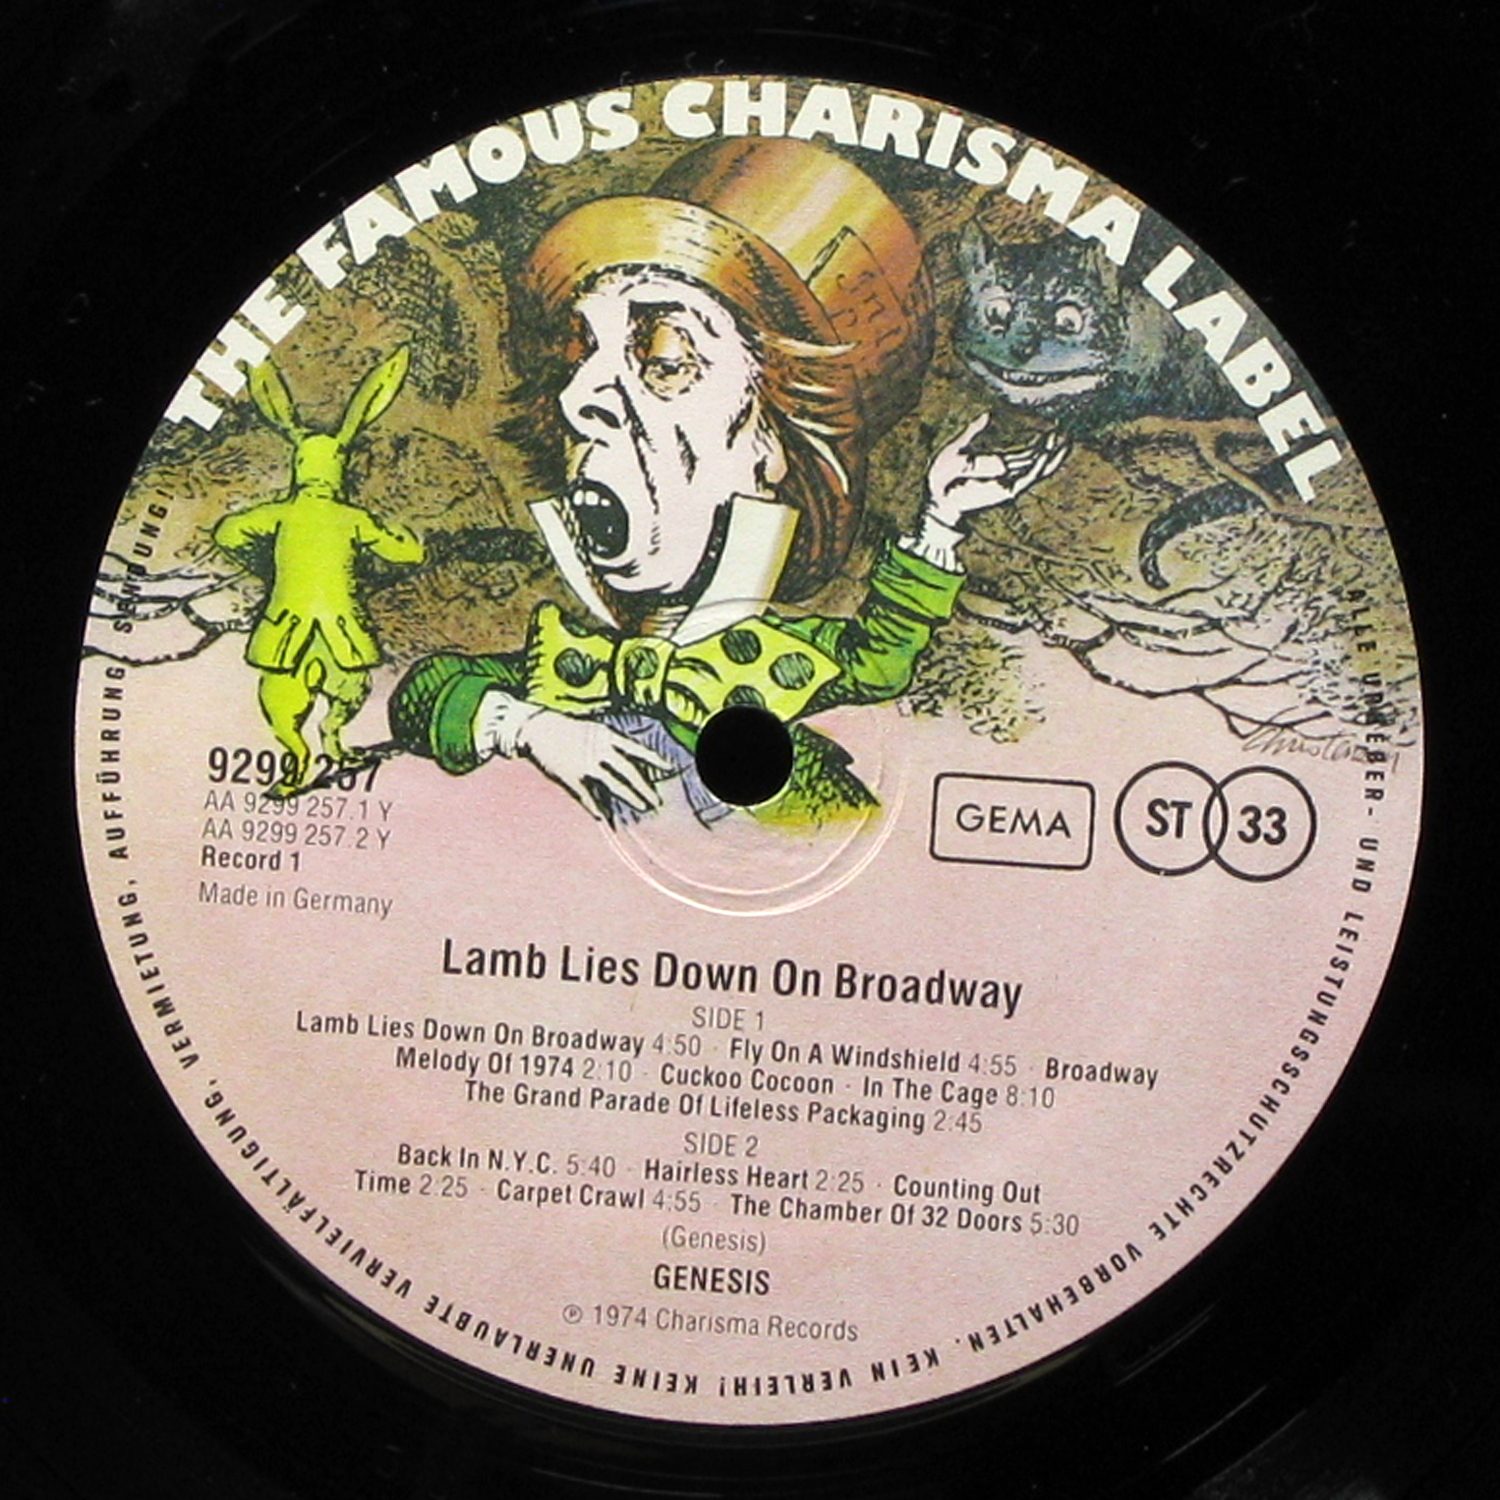 THE FAMOUS CHARISMA LABEL
9299 257
AA 9299 257.1 Y
AA 9299 257.2 Y
Record 1
Made in Germany
GEMA
ST 33
Lamb Lies Down On Broadway
SIDE 1
Lamb Lies Down On Broadway 4:50 · Fly On A Windshield 4:55 · Broadway
Melody Of 1974 2:10 · Cuckoo Cocoon · In The Cage 8:10
The Grand Parade Of Lifeless Packaging 2:45
SIDE 2
Back In N.Y.C. 5:40 · Hairless Heart 2:25 · Counting Out
Time 2:25 · Carpet Crawl 4:55 · The Chamber Of 32 Doors 5:30
(Genesis)
GENESIS
℗ 1974 Charisma Records
ALLE URHEBER- UND LEISTUNGSSCHUTZRECHTE VORBEHALTEN. KEIN VERLEIH! KEINE UNERLAUBTE VERVIELFÄLTIGUNG, VERMIETUNG, AUFFÜHRUNG, SENDUNG!